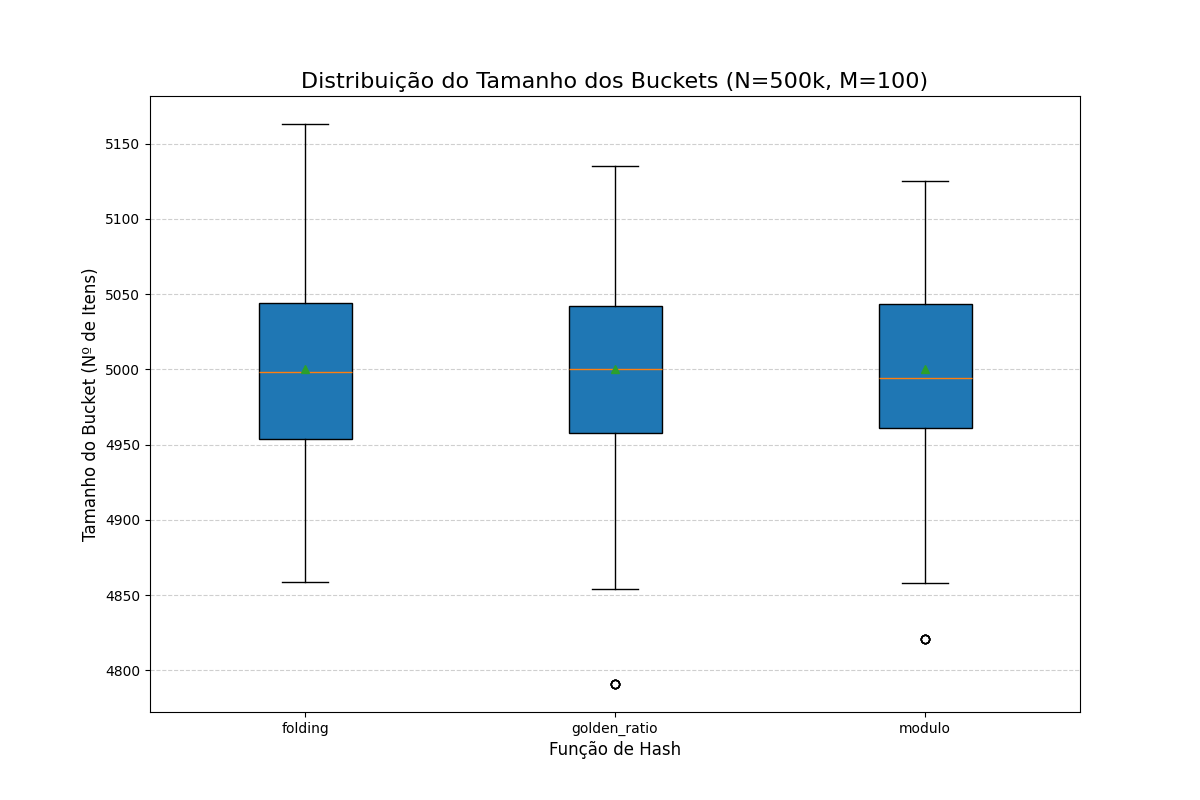 Distribuição do Tamanho dos Buckets (N=500k, M=100)
Tamanho do Bucket (Nº de Itens)
5150
5100
5050
5000
4950
4900
4850
4800
folding golden_ratio modulo
Função de Hash